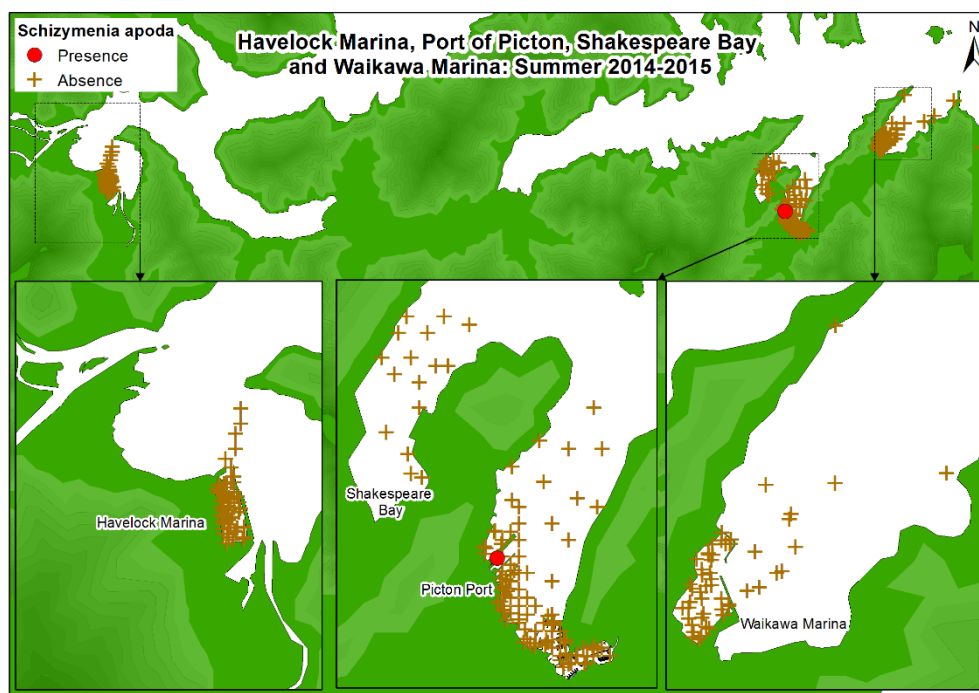 Schizymenia apoda
Presence
Absence
Havelock Marina, Port of Picton, Shakespeare Bay
and Waikawa Marina: Summer 2014-2015
N
Havelock Marina
Shakespeare
Bay
Picton Port
Waikawa Marina